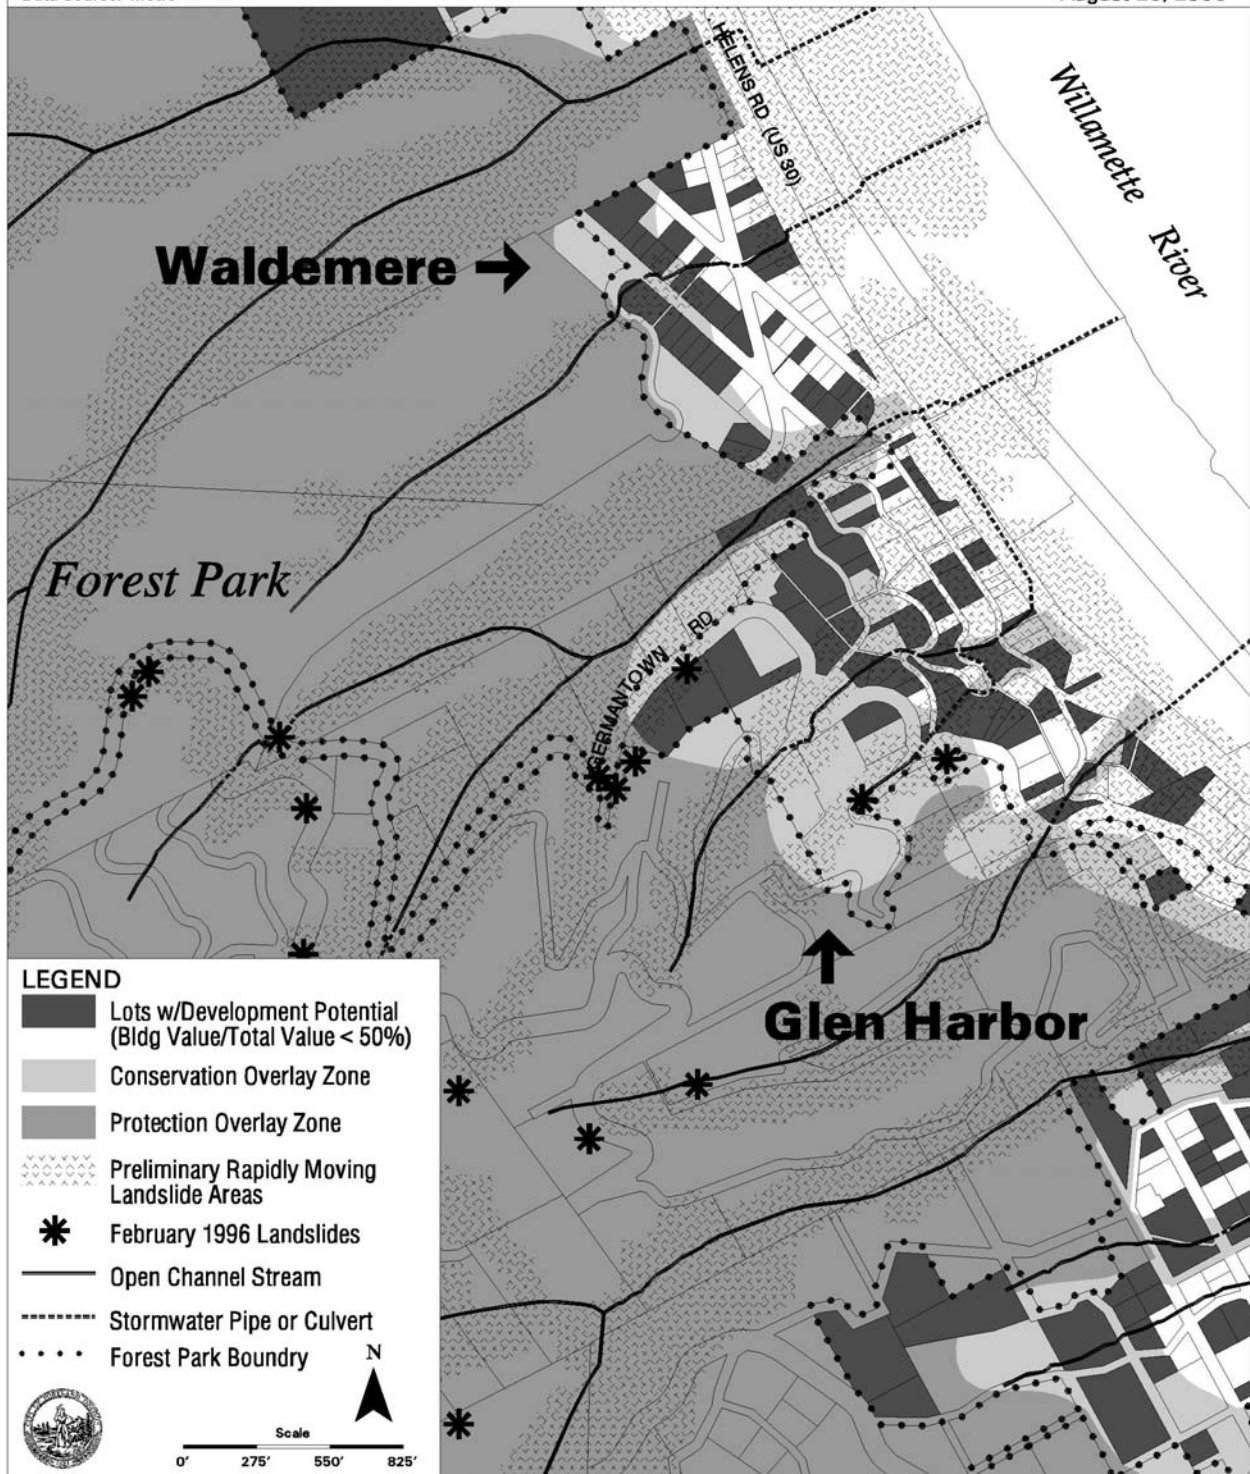 HELENS RD (US 30)
Willamette River
Waldemere
Forest Park
GERMANTOWN RD
Glen Harbor
LEGEND
Lots w/Development Potential
(Bldg Value/Total Value < 50%)
Conservation Overlay Zone
Protection Overlay Zone
Preliminary Rapidly Moving
Landslide Areas
February 1996 Landslides
Open Channel Stream
Stormwater Pipe or Culvert
Forest Park Boundry
N
Scale
0' 275' 550' 825'